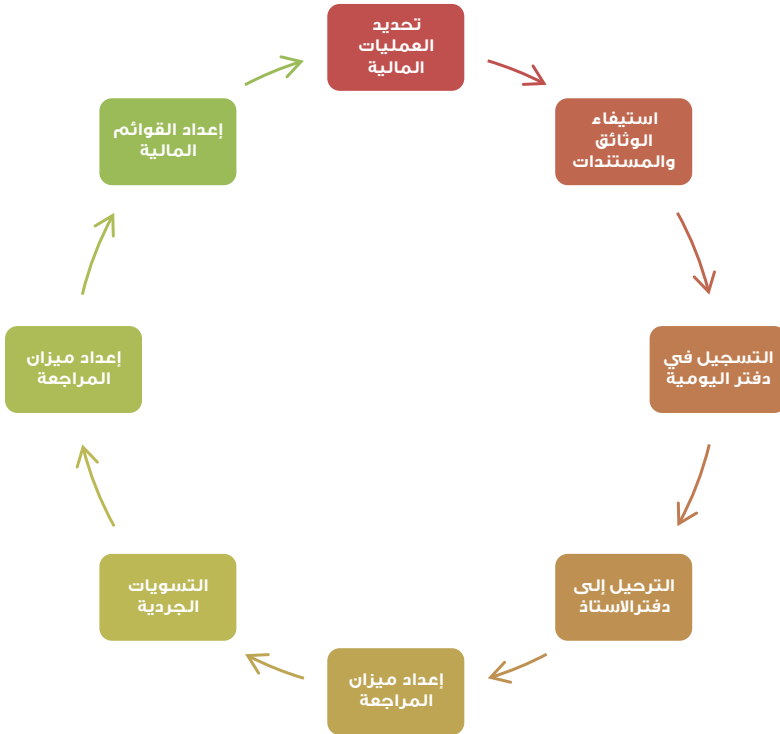 تحديد
العمليات
المالية
استيفاء
الوثائق
والمستندات
التسجيل في
دفتر اليومية
الترحيل إلى
دفترالاستاذ
إعداد ميزان
المراجعة
التسويات
الجردية
إعداد ميزان
المراجعة
إعداد القوائم
المالية